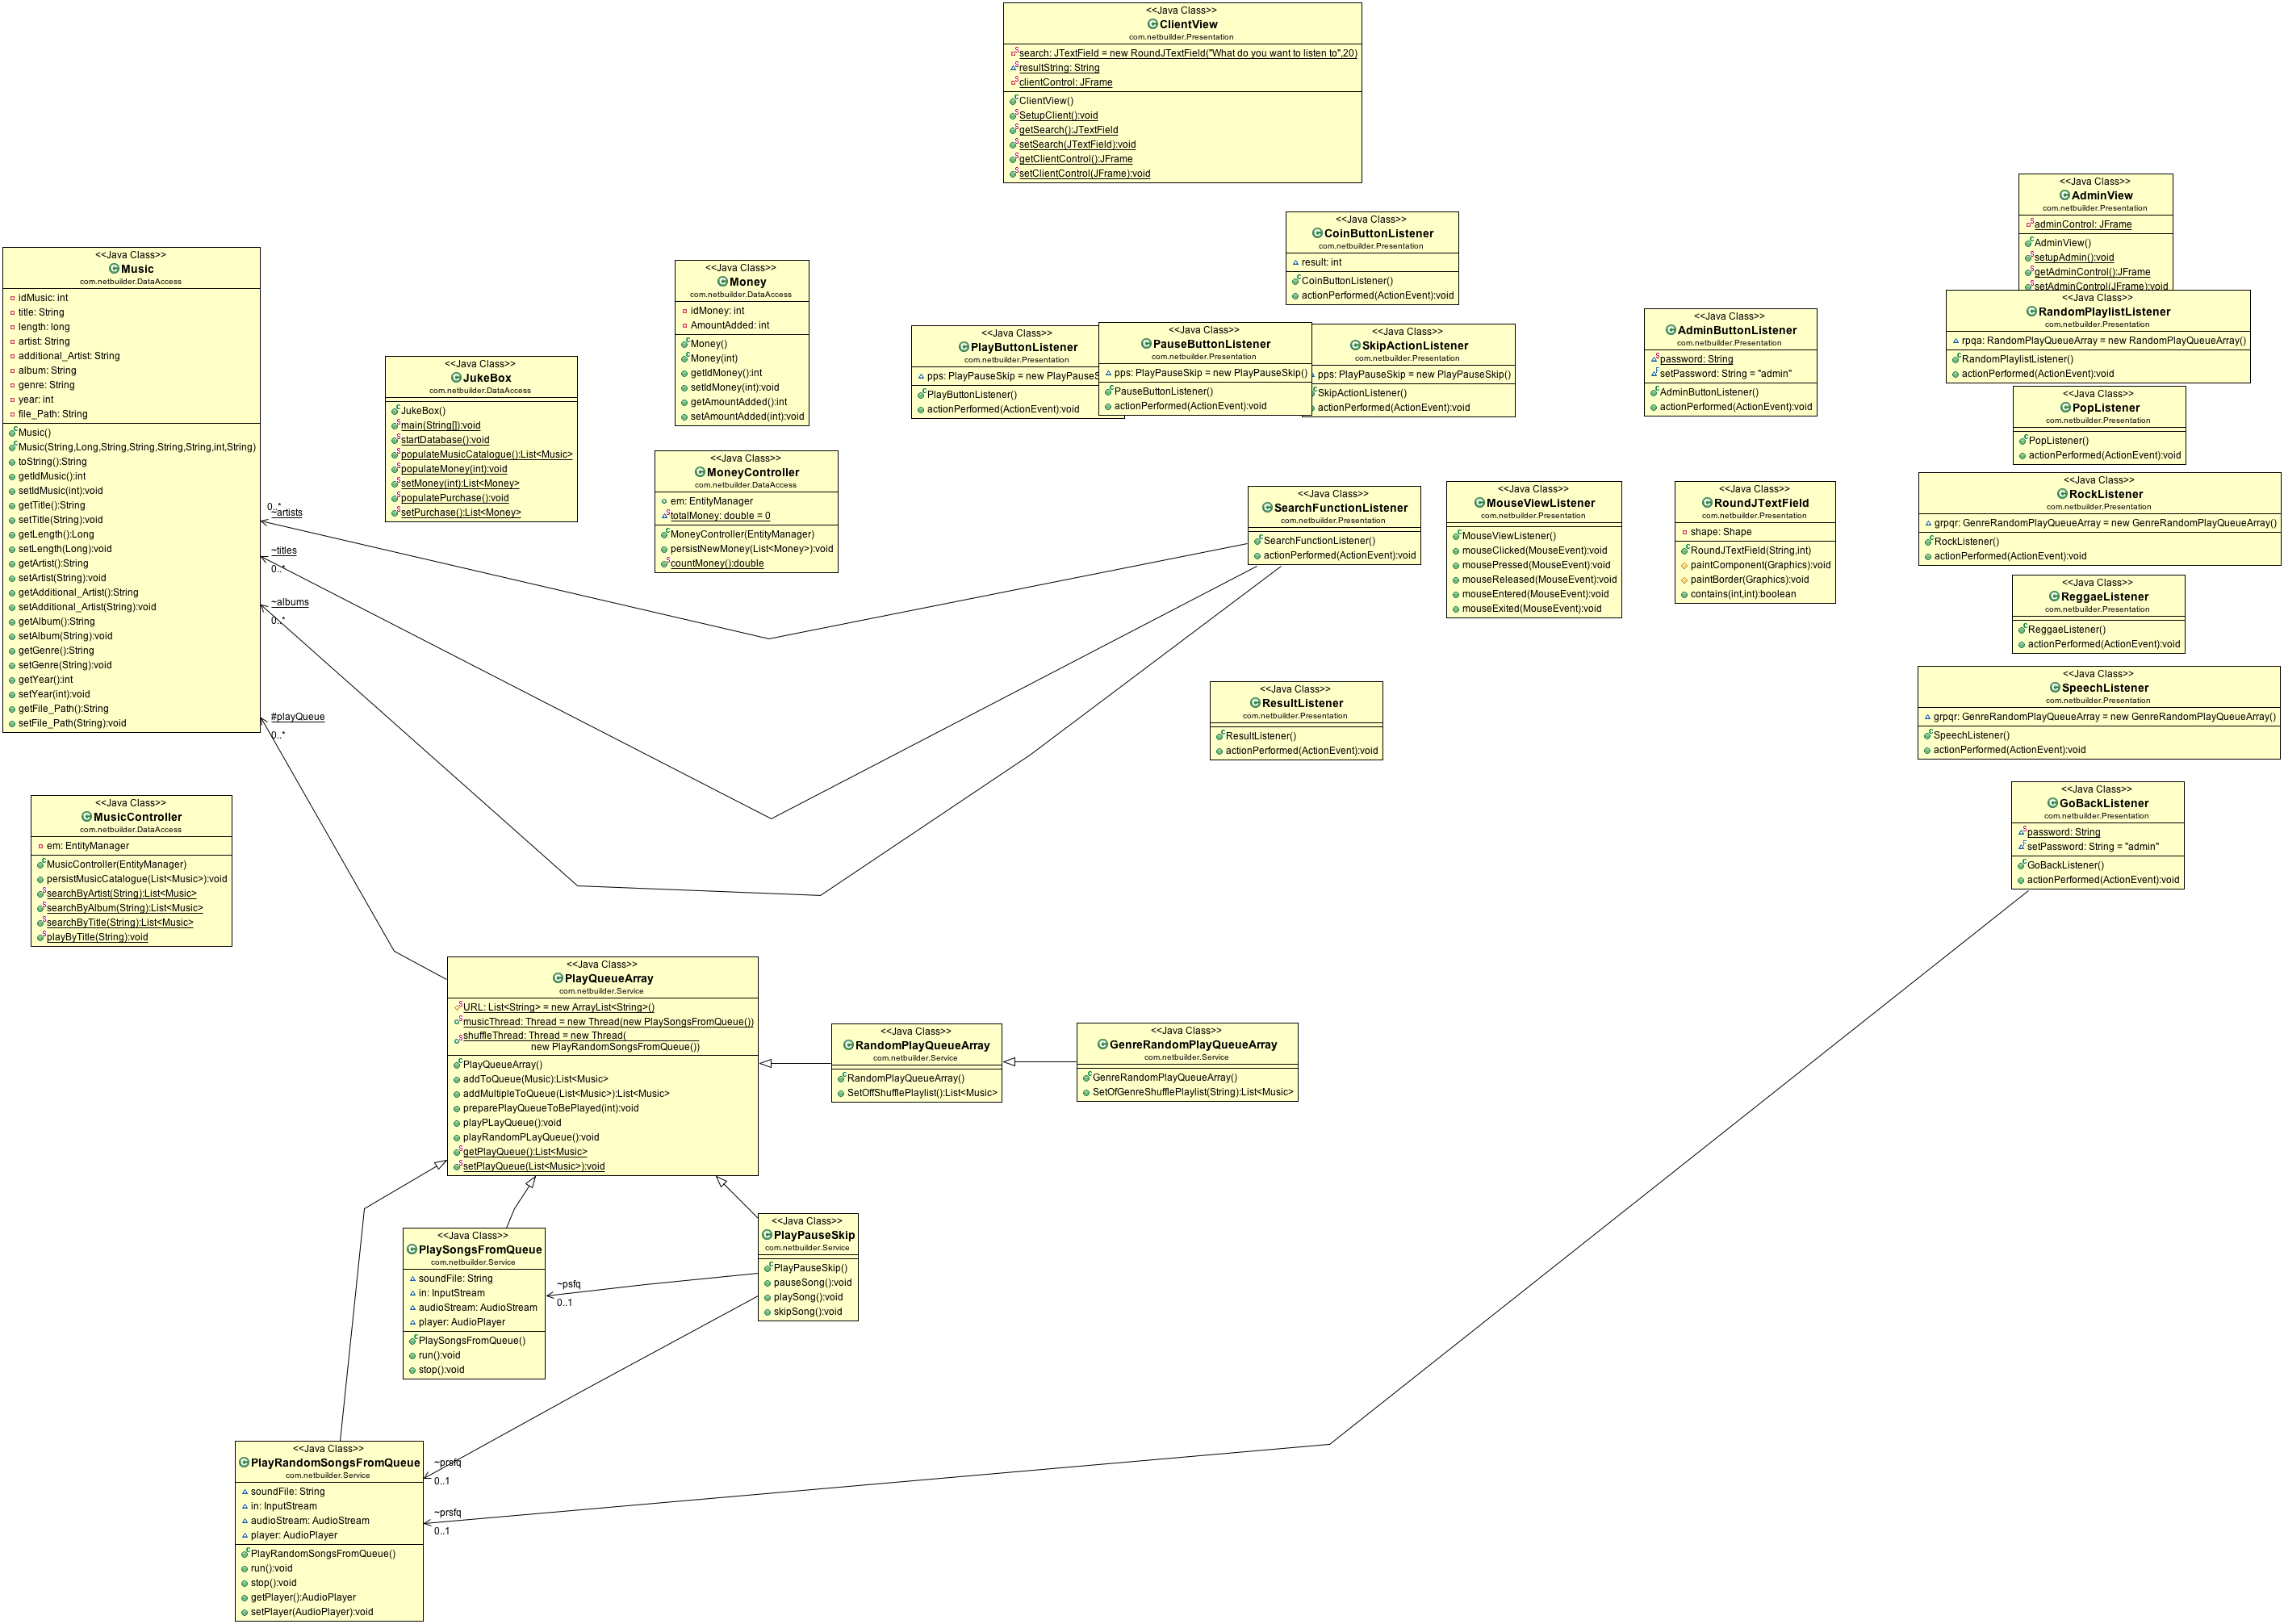 <<Java Class>>
ClientView
com.netbuilder.Presentation
search: JTextField = new RoundJTextField("What do you want to listen to",20)
resultString: String
clientControl: JFrame
ClientView()
SetupClient():void
getSearch():JTextField
setSearch(JTextField):void
getClientControl():JFrame
setClientControl(JFrame):void
<<Java Class>>
AdminView
com.netbuilder.Presentation
adminControl: JFrame
AdminView()
setupAdmin():void
getAdminControl():JFrame
setAdminControl(JFrame):void
<<Java Class>>
CoinButtonListener
com.netbuilder.Presentation
result: int
CoinButtonListener()
actionPerformed(ActionEvent):void
<<Java Class>>
Music
com.netbuilder.DataAccess
idMusic: int
title: String
length: long
artist: String
additional_Artist: String
album: String
genre: String
year: int
file_Path: String
Music()
Music(String,Long,String,String,String,String,int,String)
toString():String
getIdMusic():int
setIdMusic(int):void
getTitle():String
setTitle(String):void
getLength():Long
setLength(Long):void
getArtist():String
setArtist(String):void
getAdditional_Artist():String
setAdditional_Artist(String):void
getAlbum():String
setAlbum(String):void
getGenre():String
setGenre(String):void
getYear():int
setYear(int):void
getFile_Path():String
setFile_Path(String):void
<<Java Class>>
Money
com.netbuilder.DataAccess
idMoney: int
AmountAdded: int
Money()
Money(int)
getIdMoney():int
setIdMoney(int):void
getAmountAdded():int
setAmountAdded(int):void
<<Java Class>>
RandomPlaylistListener
com.netbuilder.Presentation
rpqa: RandomPlayQueueArray = new RandomPlayQueueArray()
RandomPlaylistListener()
actionPerformed(ActionEvent):void
<<Java Class>>
AdminButtonListener
com.netbuilder.Presentation
password: String
setPassword: String = "admin"
AdminButtonListener()
actionPerformed(ActionEvent):void
<<Java Class>>
PlayButtonListener
com.netbuilder.Presentation
pps: PlayPauseSkip = new PlayPauseS
PlayButtonListener()
actionPerformed(ActionEvent):void
<<Java Class>>
PauseButtonListener
com.netbuilder.Presentation
pps: PlayPauseSkip = new PlayPauseSkip()
PauseButtonListener()
actionPerformed(ActionEvent):void
<<Java Class>>
SkipActionListener
com.netbuilder.Presentation
pps: PlayPauseSkip = new PlayPauseSkip()
SkipActionListener()
actionPerformed(ActionEvent):void
<<Java Class>>
JukeBox
com.netbuilder.DataAccess
JukeBox()
main(String[]):void
startDatabase():void
populateMusicCatalogue():List<Music>
populateMoney(int):void
setMoney(int):List<Money>
populatePurchase():void
setPurchase():List<Money>
<<Java Class>>
PopListener
com.netbuilder.Presentation
PopListener()
actionPerformed(ActionEvent):void
<<Java Class>>
MoneyController
com.netbuilder.DataAccess
em: EntityManager
totalMoney: double = 0
MoneyController(EntityManager)
persistNewMoney(List<Money>):void
countMoney():double
<<Java Class>>
RockListener
com.netbuilder.Presentation
grpqr: GenreRandomPlayQueueArray = new GenreRandomPlayQueueArray()
RockListener()
actionPerformed(ActionEvent):void
<<Java Class>>
SearchFunctionListener
com.netbuilder.Presentation
SearchFunctionListener()
actionPerformed(ActionEvent):void
<<Java Class>>
MouseViewListener
com.netbuilder.Presentation
MouseViewListener()
mouseClicked(MouseEvent):void
mousePressed(MouseEvent):void
mouseReleased(MouseEvent):void
mouseEntered(MouseEvent):void
mouseExited(MouseEvent):void
<<Java Class>>
RoundJTextField
com.netbuilder.Presentation
shape: Shape
RoundJTextField(String,int)
paintComponent(Graphics):void
paintBorder(Graphics):void
contains(int,int):boolean
0..*
~artists
~titles
0..*
~albums
0..*
#playQueue
0..*
<<Java Class>>
ReggaeListener
com.netbuilder.Presentation
ReggaeListener()
actionPerformed(ActionEvent):void
<<Java Class>>
SpeechListener
com.netbuilder.Presentation
grpqr: GenreRandomPlayQueueArray = new GenreRandomPlayQueueArray()
SpeechListener()
actionPerformed(ActionEvent):void
<<Java Class>>
ResultListener
com.netbuilder.Presentation
ResultListener()
actionPerformed(ActionEvent):void
<<Java Class>>
GoBackListener
com.netbuilder.Presentation
password: String
setPassword: String = "admin"
GoBackListener()
actionPerformed(ActionEvent):void
<<Java Class>>
MusicController
com.netbuilder.DataAccess
em: EntityManager
MusicController(EntityManager)
persistMusicCatalogue(List<Music>):void
searchByArtist(String):List<Music>
searchByAlbum(String):List<Music>
searchByTitle(String):List<Music>
playByTitle(String):void
<<Java Class>>
PlayQueueArray
com.netbuilder.Service
URL: List<String> = new ArrayList<String>()
musicThread: Thread = new Thread(new PlaySongsFromQueue())
shuffleThread: Thread = new Thread(
new PlayRandomSongsFromQueue())
PlayQueueArray()
addToQueue(Music):List<Music>
addMultipleToQueue(List<Music>):List<Music>
preparePlayQueueToBePlayed(int):void
playPLayQueue():void
playRandomPLayQueue():void
getPlayQueue():List<Music>
setPlayQueue(List<Music>):void
<<Java Class>>
RandomPlayQueueArray
com.netbuilder.Service
RandomPlayQueueArray()
SetOffShufflePlaylist():List<Music>
<<Java Class>>
GenreRandomPlayQueueArray
com.netbuilder.Service
GenreRandomPlayQueueArray()
SetOfGenreShufflePlaylist(String):List<Music>
<<Java Class>>
PlaySongsFromQueue
com.netbuilder.Service
soundFile: String
in: InputStream
audioStream: AudioStream
player: AudioPlayer
PlaySongsFromQueue()
run():void
stop():void
<<Java Class>>
PlayPauseSkip
com.netbuilder.Service
PlayPauseSkip()
pauseSong():void
playSong():void
skipSong():void
~psfq
0..1
<<Java Class>>
PlayRandomSongsFromQueue
com.netbuilder.Service
soundFile: String
in: InputStream
audioStream: AudioStream
player: AudioPlayer
PlayRandomSongsFromQueue()
run():void
stop():void
getPlayer():AudioPlayer
setPlayer(AudioPlayer):void
~prsfq
0..1
~prsfq
0..1